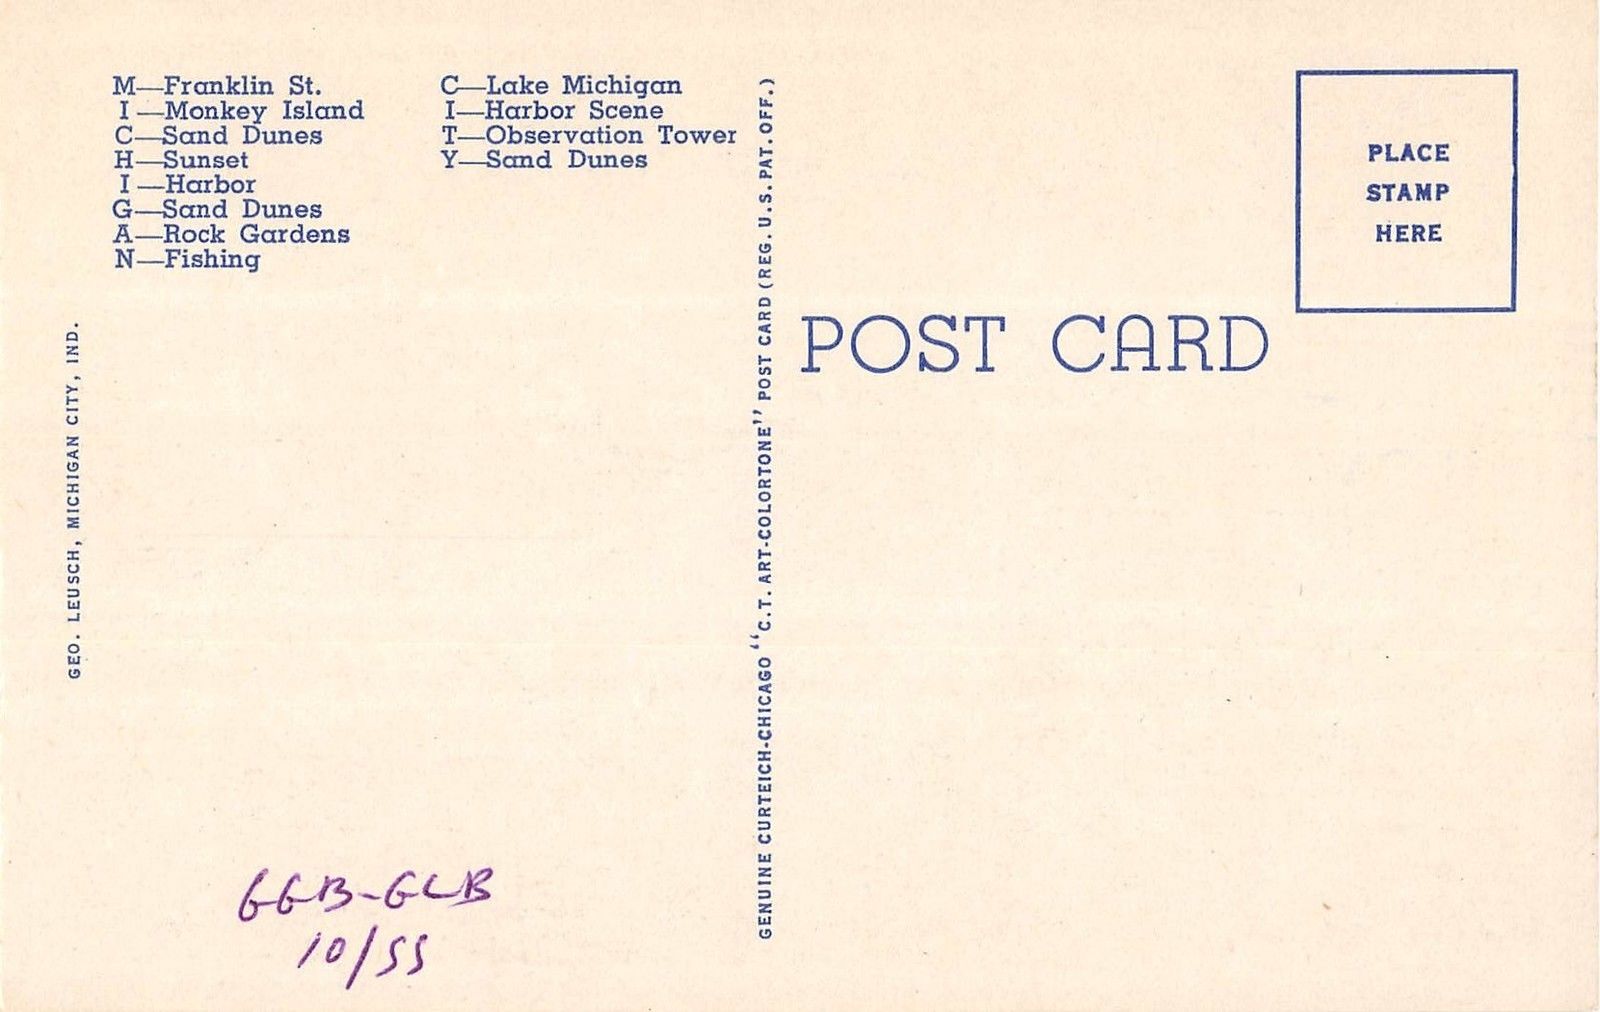 M—Franklin St.
I—Monkey Island
C—Sand Dunes
H—Sunset
I—Harbor
G—Sand Dunes
A—Rock Gardens
N—Fishing
C—Lake Michigan
I—Harbor Scene
T—Observation Tower
Y—Sand Dunes
GEO. LEUSCH, MICHIGAN CITY, IND.
GENUINE CURTEICH-CHICAGO "C.T. ART-COLORTONE" POST CARD (REG. U.S. PAT. OFF.)
POST CARD
PLACE
STAMP
HERE
GGB-GLB
10/55